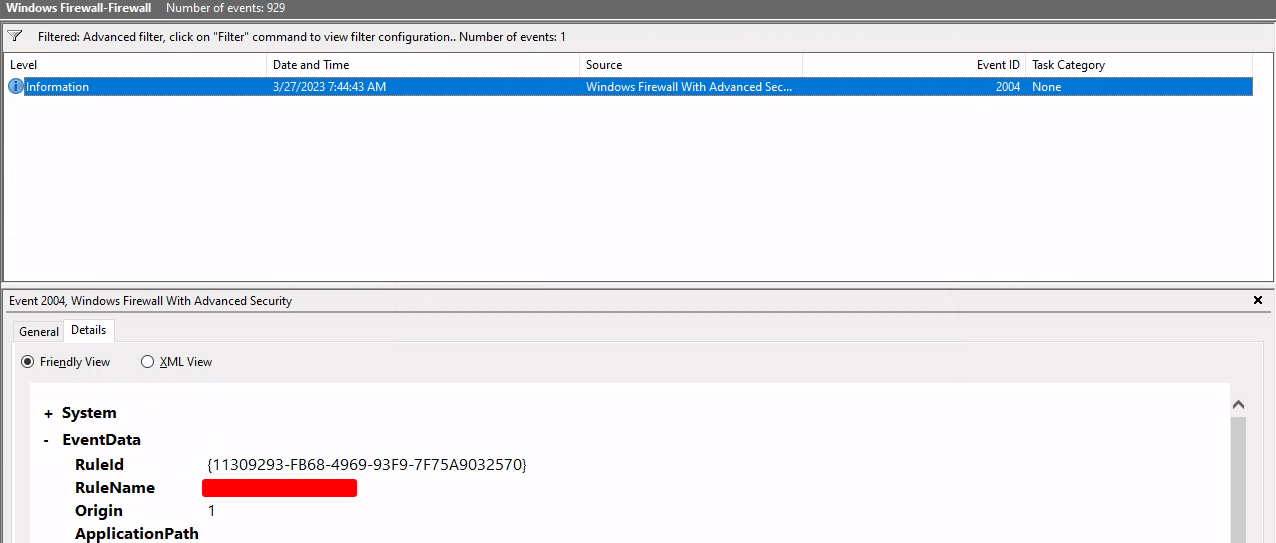 Windows Firewall-Firewall Number of events: 929
Filtered: Advanced filter, click on "Filter" command to view filter configuration.. Number of events: 1
Level Date and Time Source Event ID Task Category
Information 3/27/2023 7:44:43 AM Windows Firewall With Advanced Sec... 2004 None
Event 2004, Windows Firewall With Advanced Security
General Details
Friendly View XML View
+ System
- EventData
RuleId {11309293-FB68-4969-93F9-7F75A9032570}
RuleName
Origin 1
ApplicationPath